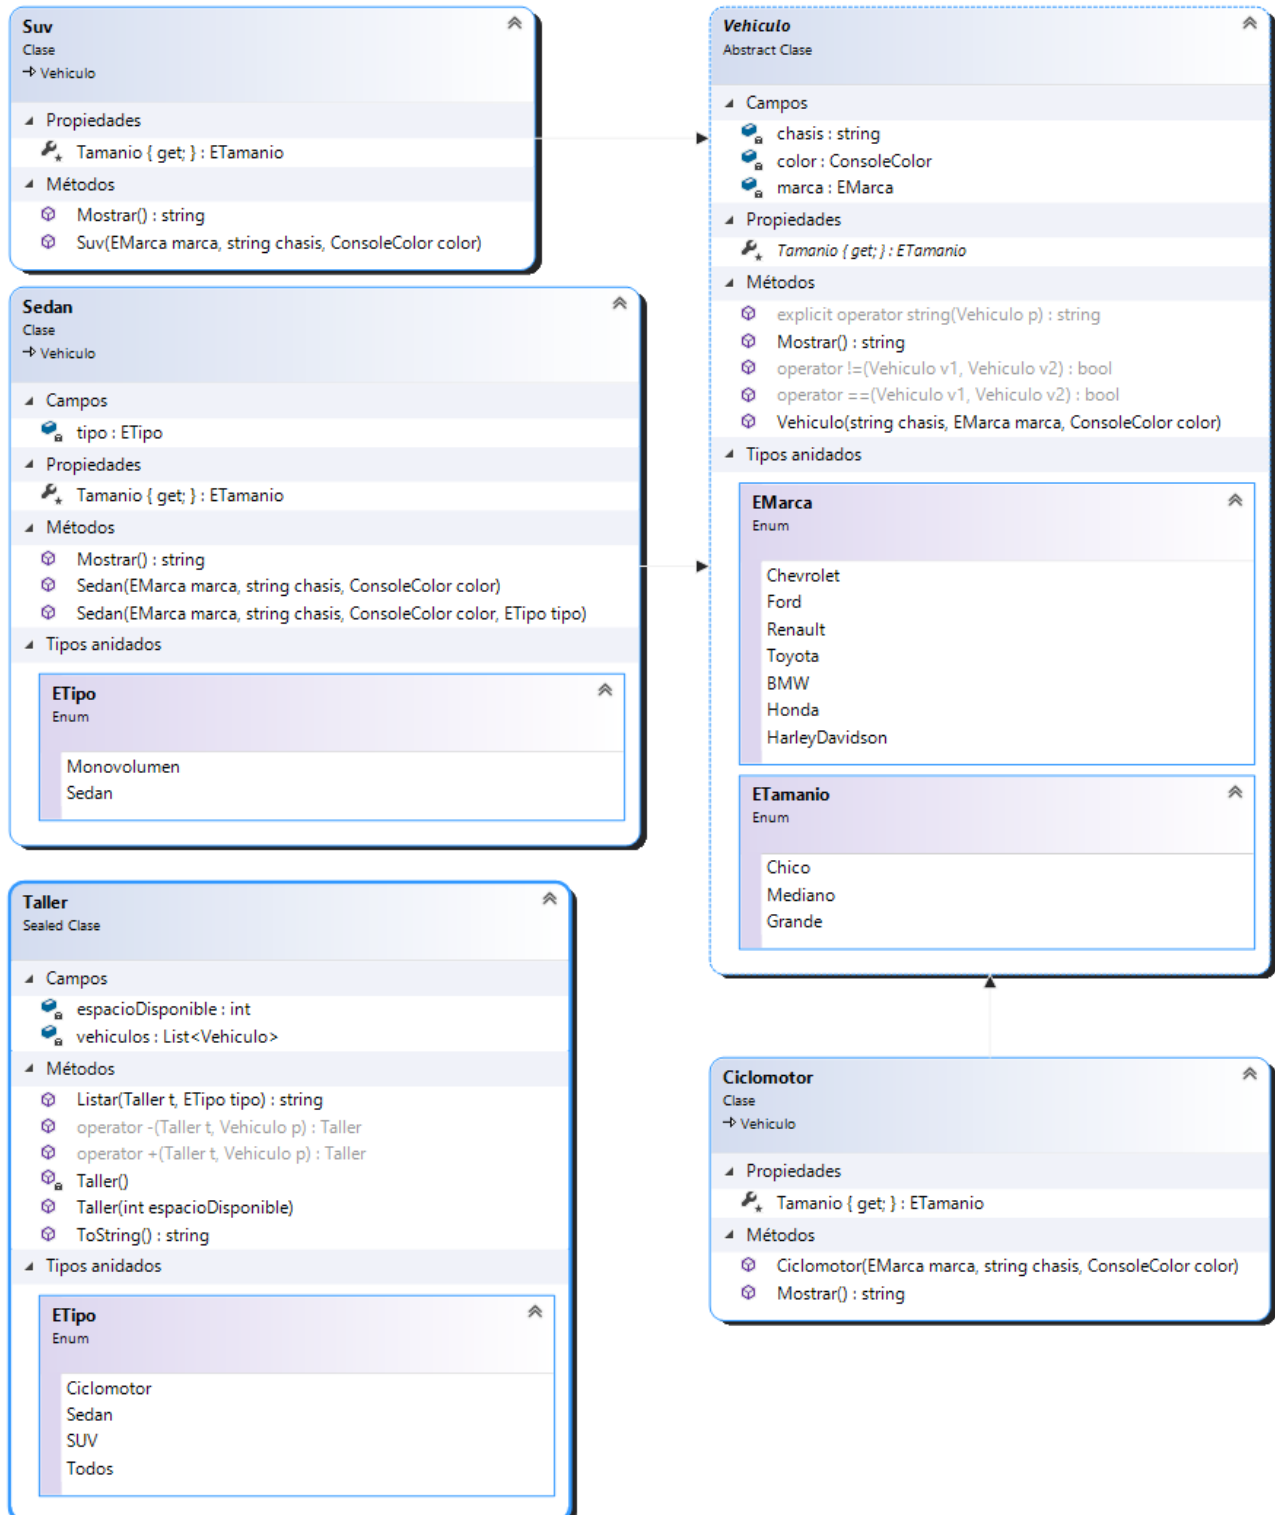 Suv
Clase
Vehiculo
Propiedades
Tamanio { get; } : ETamanio
Métodos
Mostrar() : string
Suv(EMarca marca, string chasis, ConsoleColor color)
Sedan
Clase
Vehiculo
Campos
tipo : ETipo
Propiedades
Tamanio { get; } : ETamanio
Métodos
Mostrar() : string
Sedan(EMarca marca, string chasis, ConsoleColor color)
Sedan(EMarca marca, string chasis, ConsoleColor color, ETipo tipo)
Tipos anidados
ETipo
Enum
Monovolumen
Sedan
Taller
Sealed Clase
Campos
espacioDisponible : int
vehiculos : List<Vehiculo>
Métodos
Listar(Taller t, ETipo tipo) : string
operator -(Taller t, Vehiculo p) : Taller
operator +(Taller t, Vehiculo p) : Taller
Taller()
Taller(int espacioDisponible)
ToString() : string
Tipos anidados
ETipo
Enum
Ciclomotor
Sedan
SUV
Todos
Vehiculo
Abstract Clase
Campos
chasis : string
color : ConsoleColor
marca : EMarca
Propiedades
Tamanio { get; } : ETamanio
Métodos
explicit operator string(Vehiculo p) : string
Mostrar() : string
operator !=(Vehiculo v1, Vehiculo v2) : bool
operator ==(Vehiculo v1, Vehiculo v2) : bool
Vehiculo(string chasis, EMarca marca, ConsoleColor color)
Tipos anidados
EMarca
Enum
Chevrolet
Ford
Renault
Toyota
BMW
Honda
HarleyDavidson
ETamanio
Enum
Chico
Mediano
Grande
Ciclomotor
Clase
Vehiculo
Propiedades
Tamanio { get; } : ETamanio
Métodos
Ciclomotor(EMarca marca, string chasis, ConsoleColor color)
Mostrar() : string